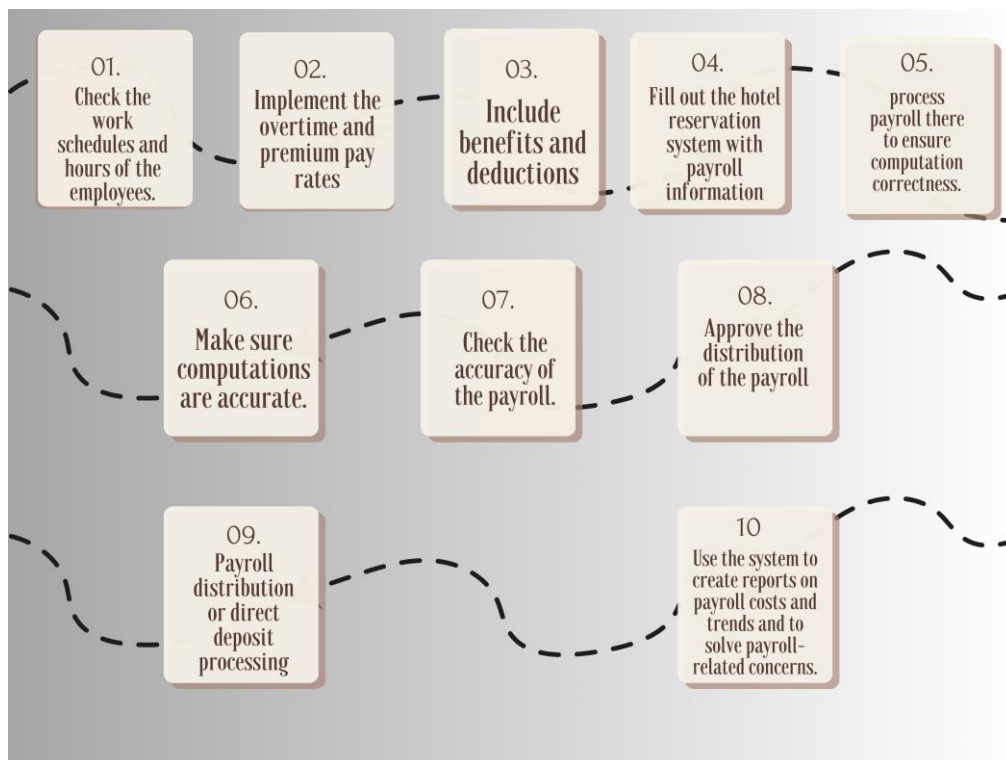 01.
Check the
work
schedules and
hours of the
employees.
02.
Implement the
overtime and
premium pay
rates
03.
Include
benefits and
deductions
04.
Fill out the hotel
reservation
system with
payroll
information
05.
process
payroll there
to ensure
computation
correctness.
06.
Make sure
computations
are accurate.
07.
Check the
accuracy of
the payroll.
08.
Approve the
distribution
of the payroll
09.
Payroll
distribution
or direct
deposit
processing
10
Use the system to
create reports on
payroll costs and
trends and to
solve payroll-
related concerns.